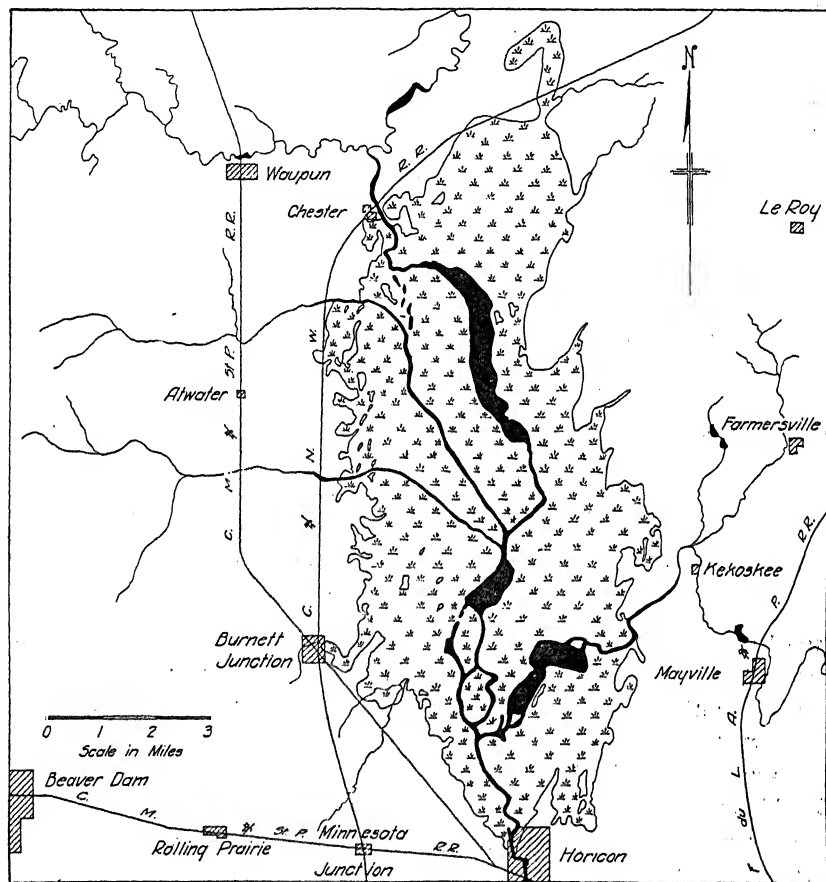 N
R. R.
Waupun
Chester
Le Roy
R. R.
W.
St P.
Atwater
&
M.
C.
N.
&
C.
Farmersville
R.R.
P.
&
A.
L.
du
F
Kekoskee
Burnett
Junction
Mayville
0 1 2 3
Scale in Miles
Beaver Dam
C. M. & St P. R.R.
Rolling Prairie
Minnesota
Junction
Horicon